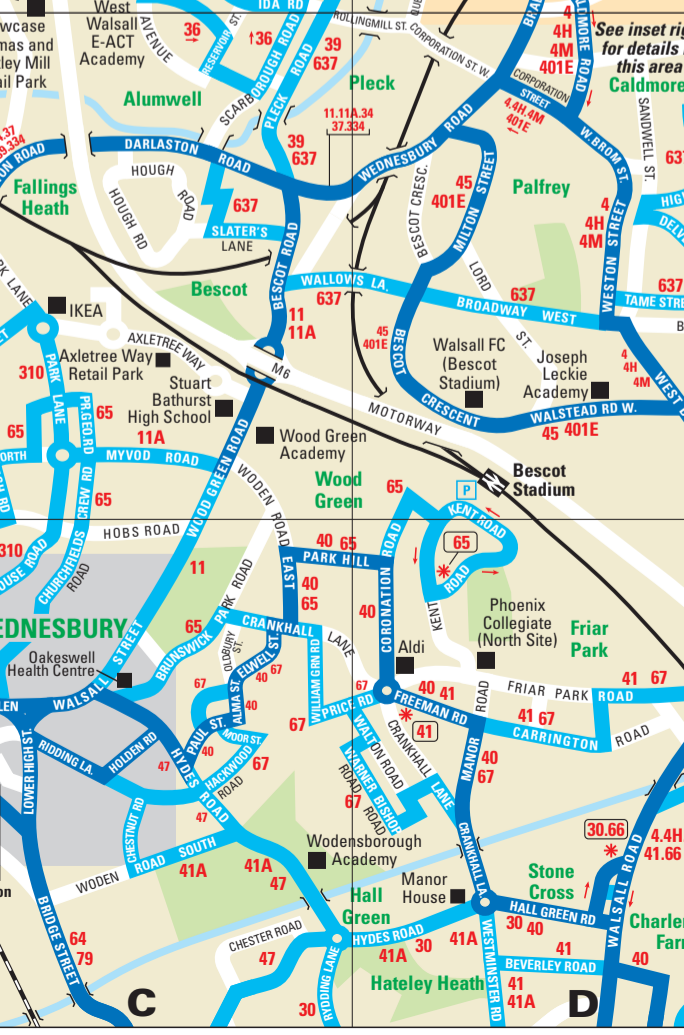 West
Walsall
E-ACT
Academy
IDA RD
wcase
mas and
tley Mill
ail Park
AVENUE
36
RESERVOIR ST.
36
39
637
ROLLINGMILL ST.
CORPORATION ST. W.
4
4H
4M
401E
See inset rig
for details
this area
Caldmore
Alumwell
SCARBOROUGH ROAD
PLECK ROAD
Pleck
CORPORATION
STREET
4.4H.4M
401E
SANDWELL ST.
11.11A.34
37.334
39
637
WEDNESBURY ROAD
W.BROM ST.
DARLASTON ROAD
HOUGH
ROAD
HOUGH RD
Fallings
Heath
637
SLATER'S
LANE
BESCOT CRESC.
45
401E
MILTON STREET
Palfrey
4
4H
4M
WESTON STREET
BESCOT ROAD
Bescot
WALLOWS LA.
637
LORD
ST.
637
BROADWAY WEST
637
TAME STRE
PARK LANE
IKEA
11
11A
AXLETREE WAY
Axletree Way
Retail Park
Stuart
Bathurst
High School
M6
MOTORWAY
45
401E
BESCOT
CRESCENT
Walsall FC
(Bescot
Stadium)
Joseph
Leckie
Academy
4
4H
4M
WALSTEAD RD W.
45 401E
310
PARK LANE
PR.GEO.RD
65
65
11A
MYVOD ROAD
Wood Green
Academy
WOOD GREEN ROAD
WODEN ROAD
Wood
Green
65
P
Bescot
Stadium
CREW RD
65
HOBS ROAD
310
CHURCHFIELDS
ROAD
KENT ROAD
65
KENT
ROAD
40 65
PARK HILL
ROAD
EAST
40
65
CORONATION
40
11
65
PARK ROAD
BRUNSWICK
CRANKHALL
LANE
WEDNESBURY
Oakeswell
Health Centre
STREET
WALSALL
OLDBURY ST.
ELWELL ST.
40 67
ALMA ST.
40
67
PAUL ST.
40
WILLIAM GRN RD
67
Phoenix
Collegiate
(North Site)
Friar
Park
Aldi
67
PRICE RD
40 41
FREEMAN RD
41
ROAD
FRIAR PARK ROAD
41 67
41 67
CARRINGTON
ROAD
LOWER HIGH ST.
RIDDING LA.
HOLDEN RD
47
HYDES ROAD
MOOR ST.
HACKWOOD
ROAD
67
WALTON ROAD
CRANKHALL
LANE
WARNER
ROAD
BISHOP
ROAD
67
MANOR
40
67
CHESTNUT RD
47
ROAD SOUTH
WODEN
41A
41A
47
Wodensborough
Academy
CRANKHALL LA.
30.66
4.4H
41.66
WALSALL ROAD
Stone
Cross
Manor
House
Hall
Green
HALL GREEN RD
30 40
BRIDGE STREET
64
79
CHESTER ROAD
47
HYDES ROAD
41A 30 41A
Charle
Far
41
BEVERLEY ROAD
40
Hateley Heath
WESTMINSTER RD
41
41A
RYDDING LANE
30
C
D